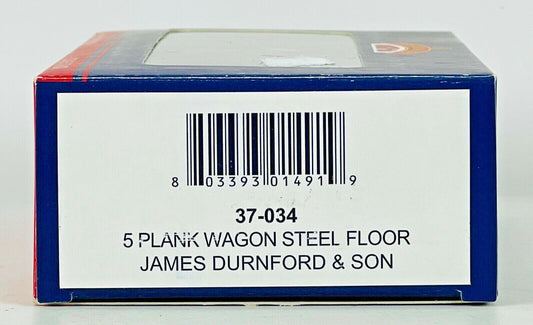 8 03393 01491 9
37-034
5 PLANK WAGON STEEL FLOOR
JAMES DURNFORD & SON